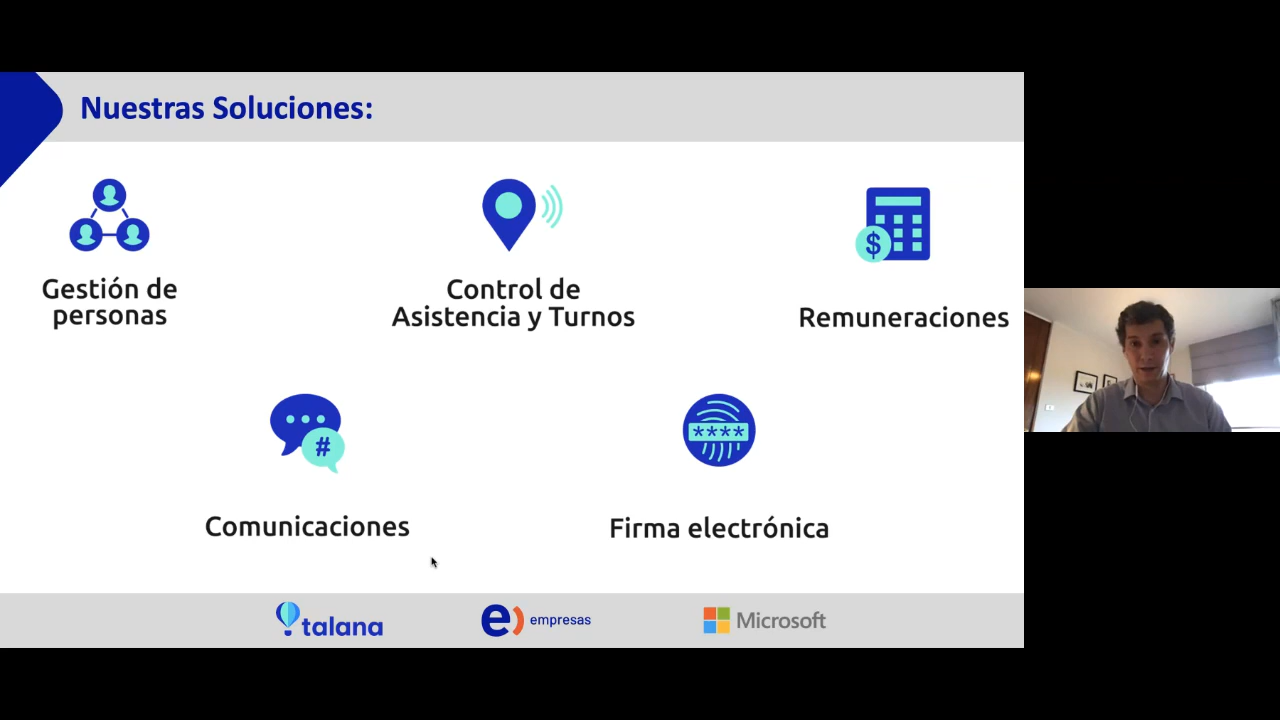 Nuestras Soluciones:
Gestión de
personas
Control de
Asistencia y Turnos
$
Remuneraciones
#
Comunicaciones
****
Firma electrónica
talana
e) empresas
Microsoft